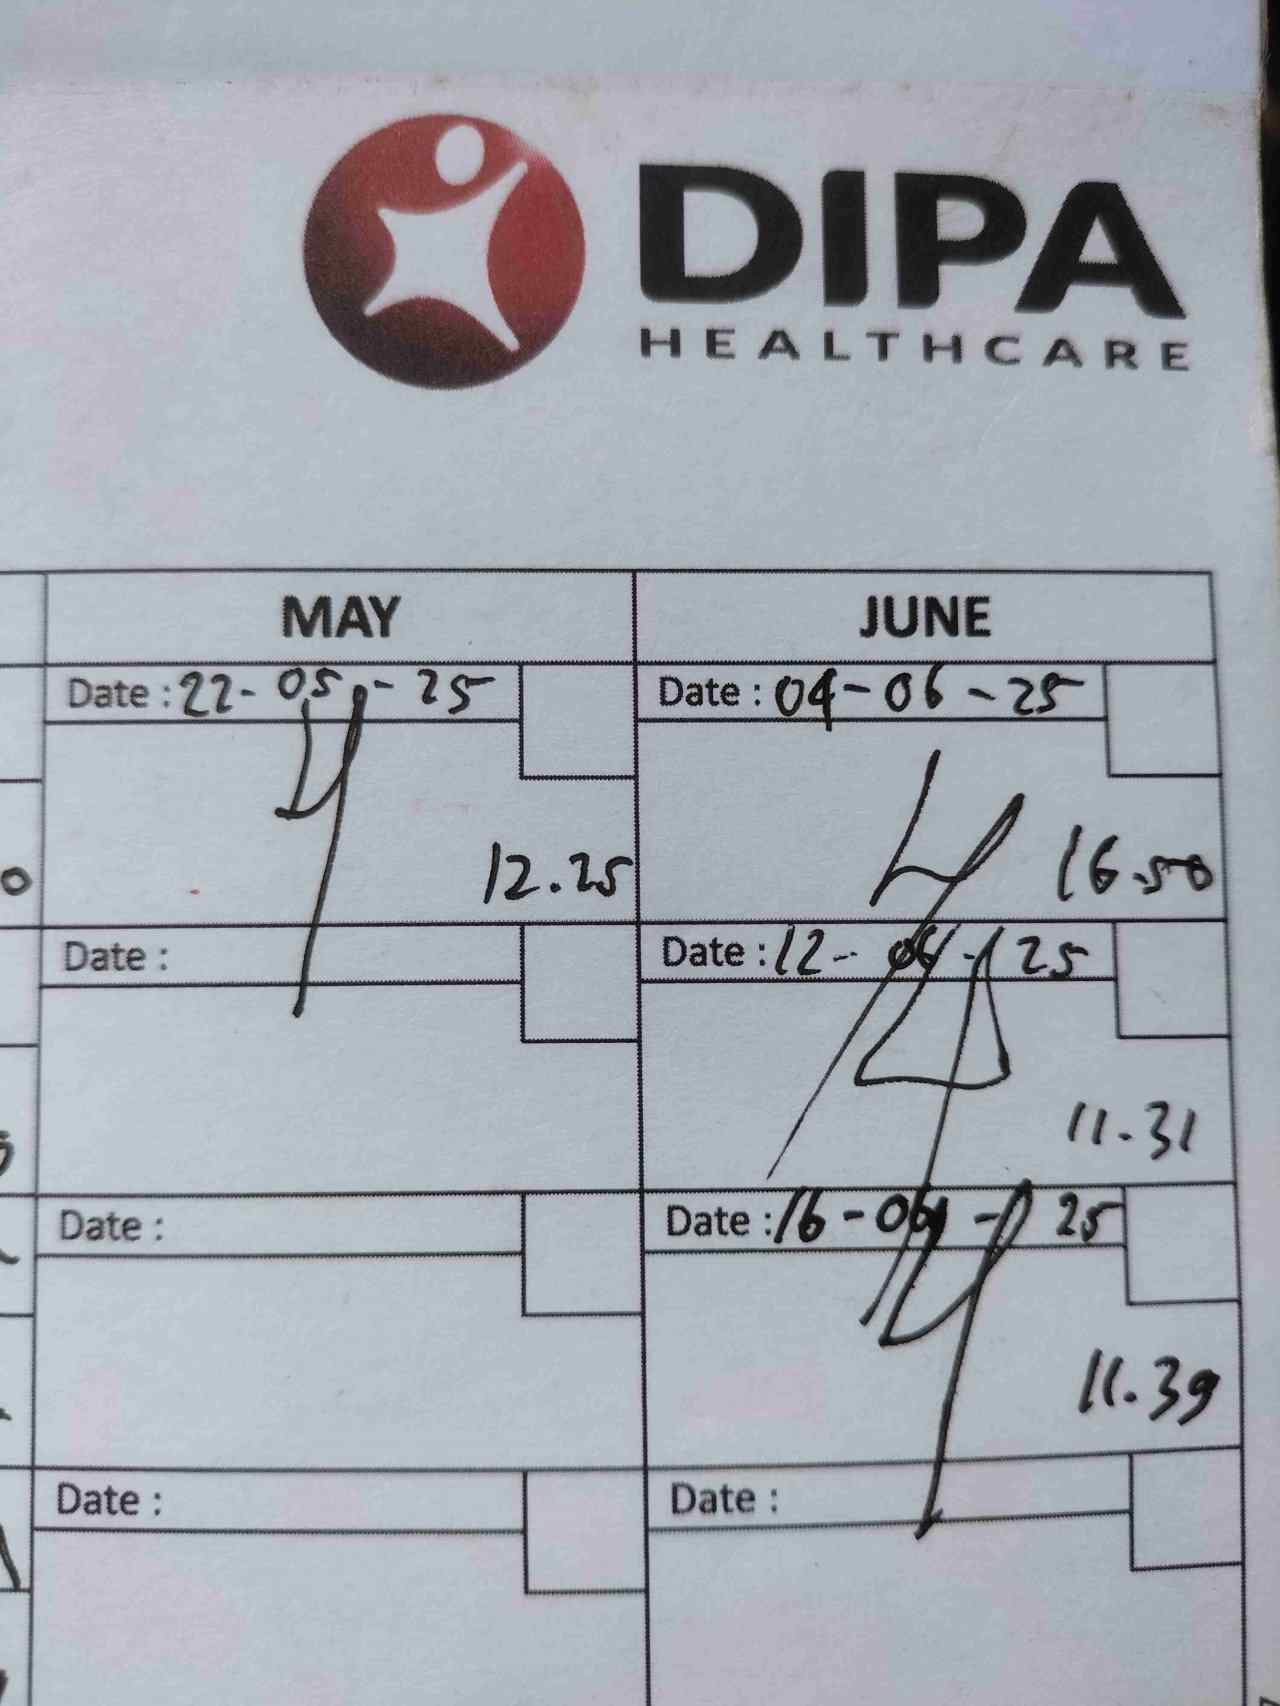 DIPA
HEALTHCARE
MAY JUNE
Date : 22-05-25 Date : 04-06-25
12.25 16.50
Date : Date : 12-06-25
11.31
Date : Date : 16-06-25
11.39
Date : Date :